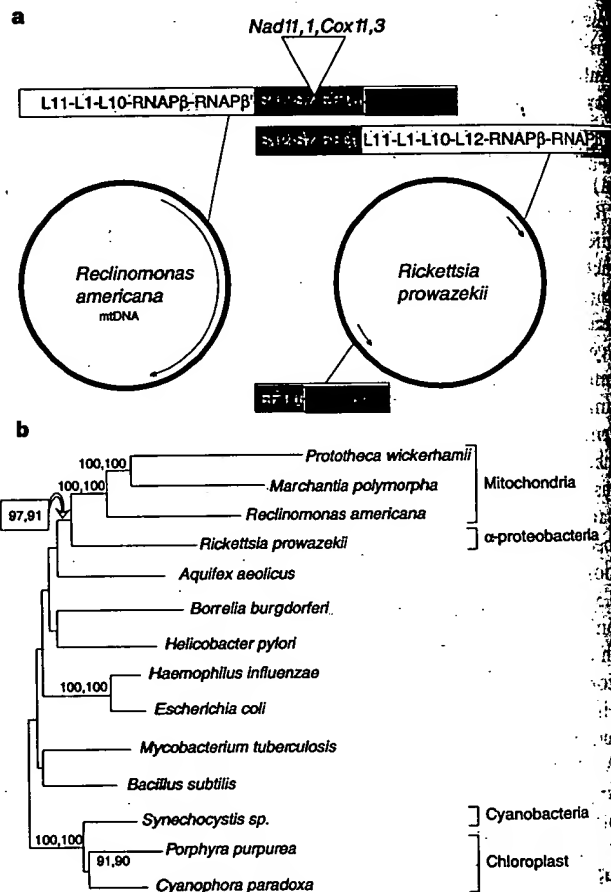 a
Nad11,1,Cox11,3
L11-L1-L10-RNAPβ-RNAPβ'
L11-L1-L10-L12-RNAPβ-RNAPβ
Reclinomonas
americana
mtDNA
Rickettsia
prowazekii
b
100,100
Prototheca wickerhamii
100,100
Marchantia polymorpha
Mitochondria
97,91
Reclinomonas americana
Rickettsia prowazekii
α-proteobacteria
Aquifex aeolicus
Borrelia burgdorferi
Helicobacter pylori
Haemophilus influenzae
100,100
Escherichia coli
Mycobacterium tuberculosis
Bacillus subtilis
Synechocystis sp.
Cyanobacteria
100,100
Porphyra purpurea
91,90
Chloroplast
Cyanophora paradoxa